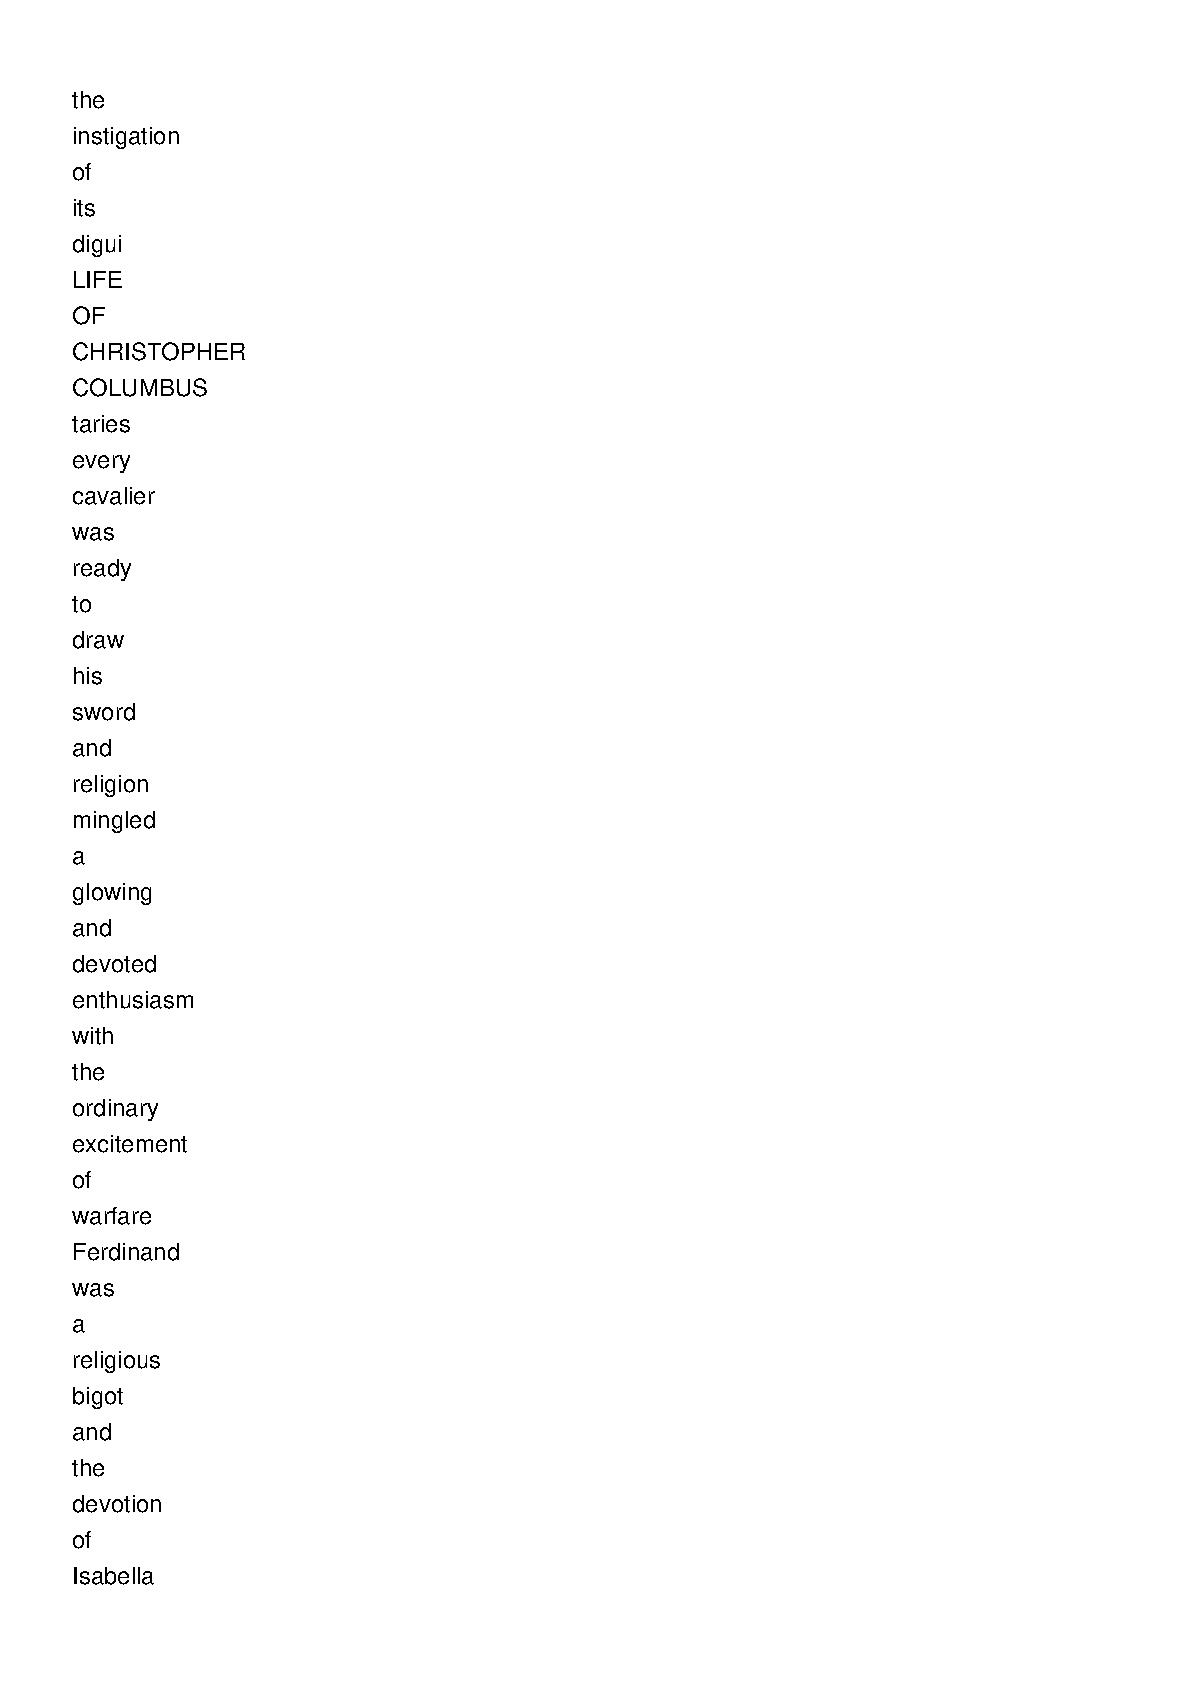 the
instigation
of
its
digui
LIFE
OF
CHRISTOPHER
COLUMBUS
taries
every
cavalier
was
ready
to
draw
his
sword
and
religion
mingled
a
glowing
and
devoted
enthusiasm
with
the
ordinary
excitement
of
warfare
Ferdinand
was
a
religious
bigot
and
the
devotion
of
Isabella